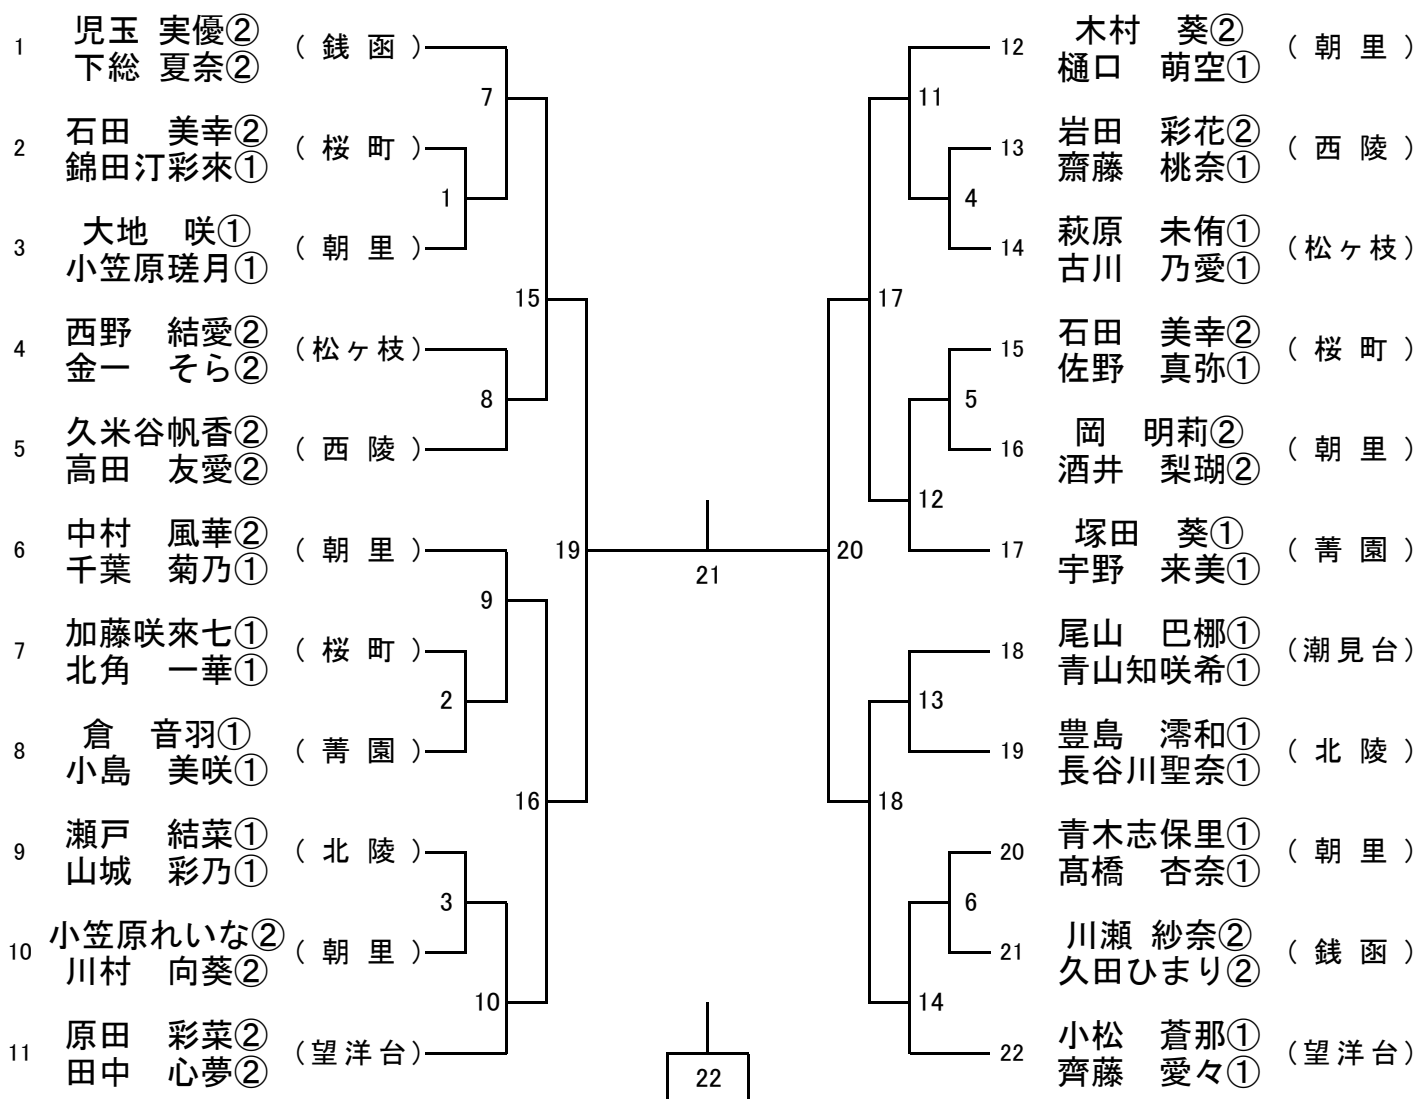 1 児玉 実優② (銭函)
下総 夏奈②
2 石田 美幸② (桜町)
錦田汀彩來①
3 大地 咲① (朝里)
小笠原瑳月①
4 西野 結愛② (松ヶ枝)
金一 そら②
5 久米谷帆香② (西陵)
高田 友愛②
6 中村 風華② (朝里)
千葉 菊乃①
7 加藤咲來七① (桜町)
北角 一華①
8 倉 音羽① (菁園)
小島 美咲①
9 瀬戸 結菜① (北陵)
山城 彩乃①
10 小笠原れいな② (朝里)
川村 向葵②
11 原田 彩菜② (望洋台)
田中 心夢②
7
1
15
8
19
9
2
16
3
10
21
22
11
4
17
5
12
20
13
18
6
14
12 木村 葵② (朝里)
樋口 萌空①
13 岩田 彩花② (西陵)
齋藤 桃奈①
14 萩原 未侑① (松ヶ枝)
古川 乃愛①
15 石田 美幸② (桜町)
佐野 真弥①
16 岡 明莉② (朝里)
酒井 梨瑚②
17 塚田 葵① (菁園)
宇野 来美①
18 尾山 巴梛① (潮見台)
青山知咲希①
19 豊島 澪和① (北陵)
長谷川聖奈①
20 青木志保里① (朝里)
髙橋 杏奈①
21 川瀬 紗奈② (銭函)
久田ひまり②
22 小松 蒼那① (望洋台)
齊藤 愛々①